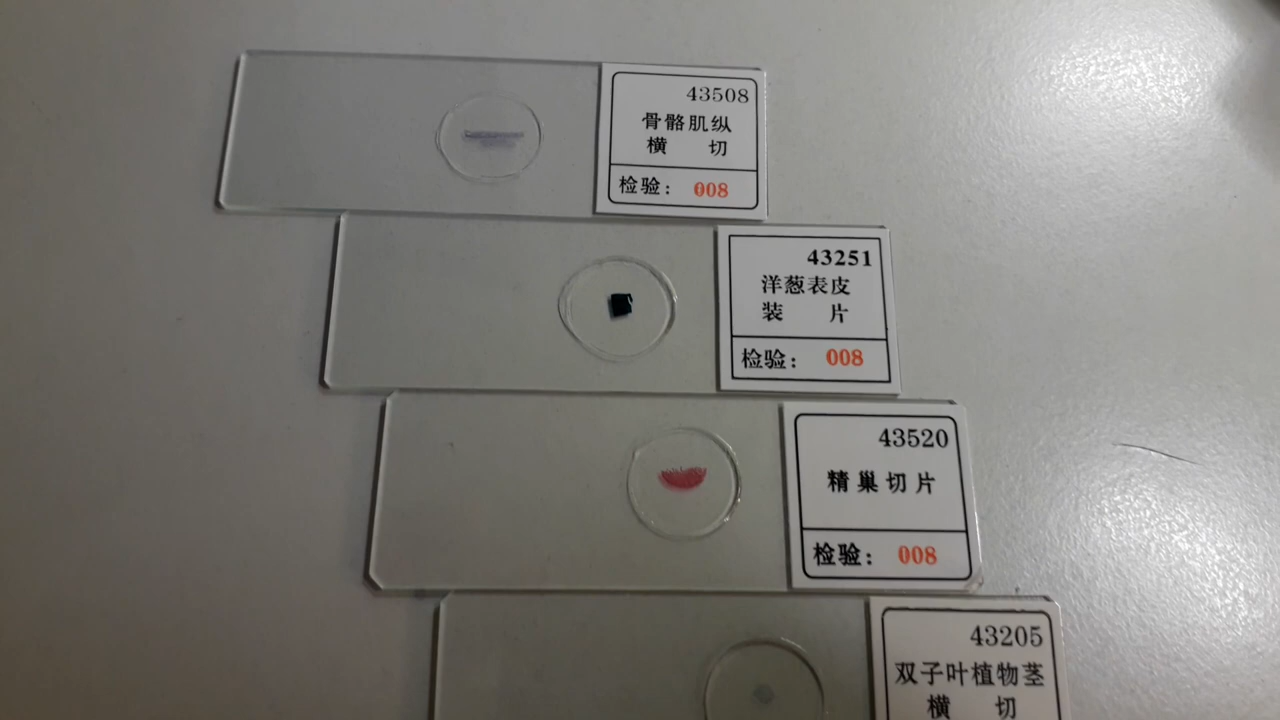 43508
骨骼肌纵
横 切
检验: 008
43251
洋葱表皮
装 片
检验: 008
43520
精巢切片
检验: 008
43205
双子叶植物茎
横 切